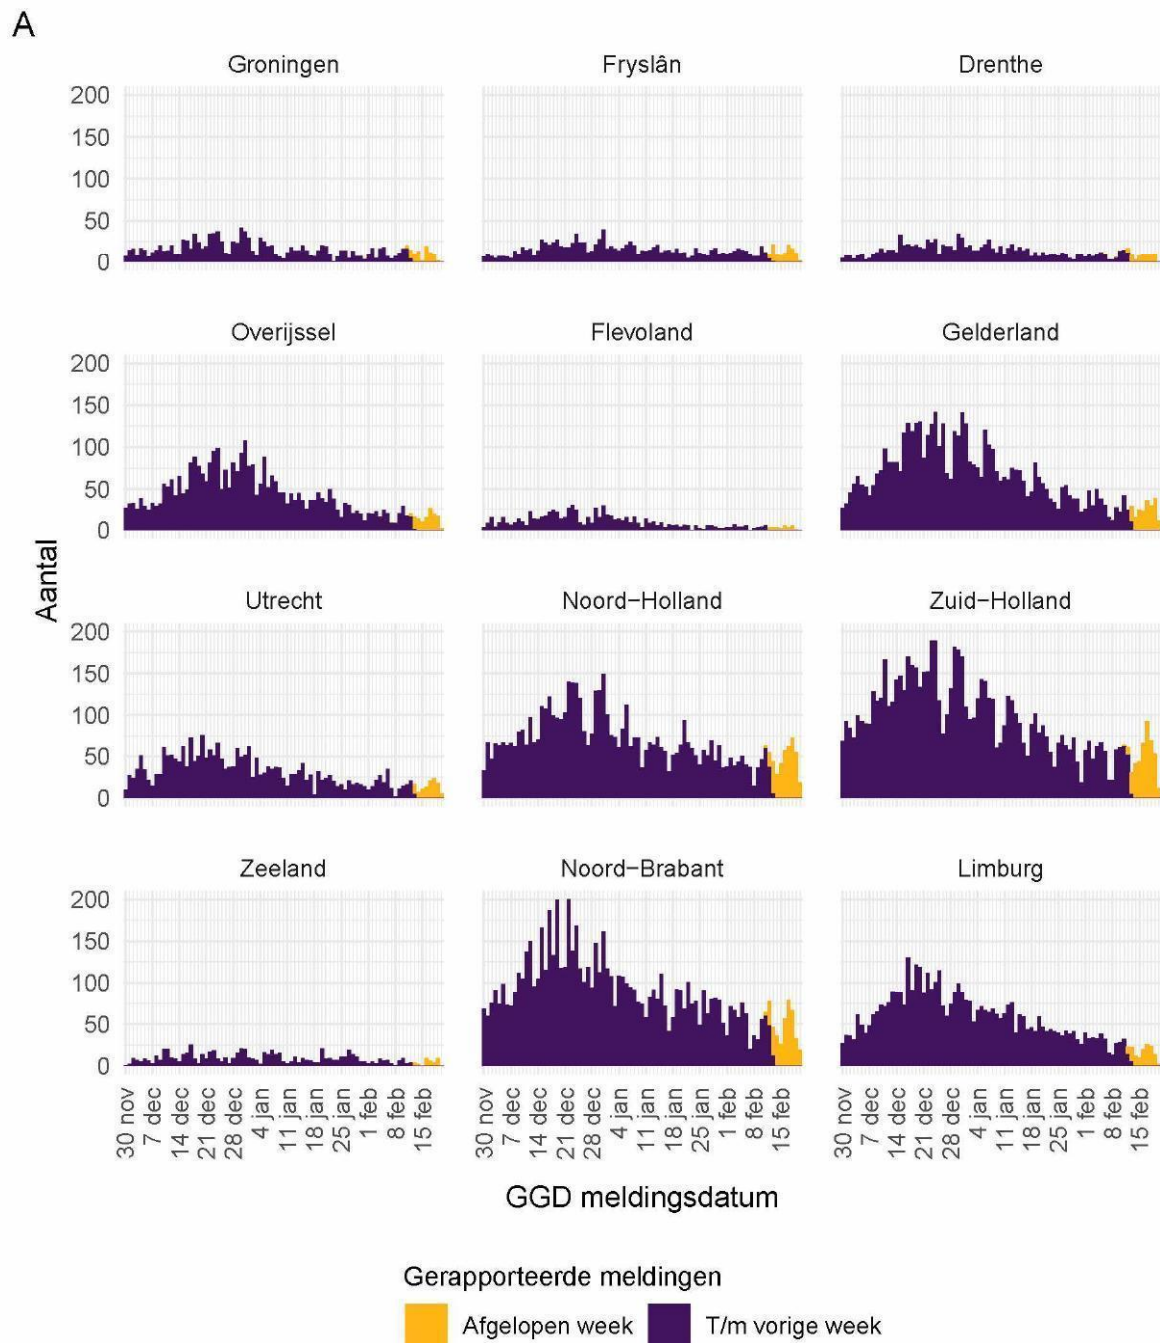 A
Groningen Fryslân Drenthe
200
150
100
50
0
Overijssel Flevoland Gelderland
200
150
100
50
0
Utrecht Noord−Holland Zuid−Holland
200
150
100
50
0
Zeeland Noord−Brabant Limburg
200
150
100
50
0
Aantal
30 nov 7 dec 14 dec 21 dec 28 dec 4 jan 11 jan 18 jan 25 jan 1 feb 8 feb 15 feb 30 nov 7 dec 14 dec 21 dec 28 dec 4 jan 11 jan 18 jan 25 jan 1 feb 8 feb 15 feb 30 nov 7 dec 14 dec 21 dec 28 dec 4 jan 11 jan 18 jan 25 jan 1 feb 8 feb 15 feb
GGD meldingsdatum
Gerapporteerde meldingen
Afgelopen week T/m vorige week